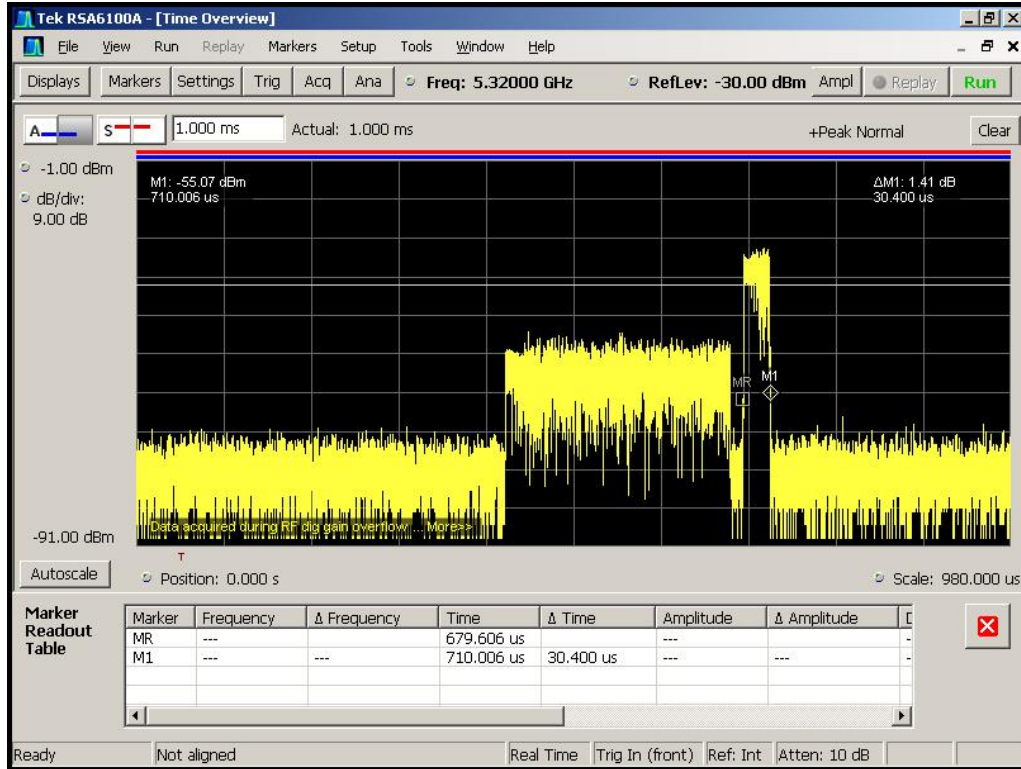 Tek RSA6100A - [Time Overview]
File View Run Replay Markers Setup Tools Window Help
Displays Markers Settings Trig Acq Ana Freq: 5.32000 GHz RefLev: -30.00 dBm Ampl Replay Run
A S 1.000 ms Actual: 1.000 ms +Peak Normal Clear
-1.00 dBm
dB/div:
9.00 dB
M1: -55.07 dBm
710.006 us
ΔM1: 1.41 dB
30.400 us
MR M1
Data acquired during RF dig gain overflow ... More>>
-91.00 dBm
T
Autoscale Position: 0.000 s Scale: 980.000 us
Marker Readout Table
Marker Frequency Δ Frequency Time Δ Time Amplitude Δ Amplitude
MR --- 679.606 us ---
M1 --- --- 710.006 us 30.400 us --- ---
Ready Not aligned Real Time Trig In (front) Ref: Int Atten: 10 dB